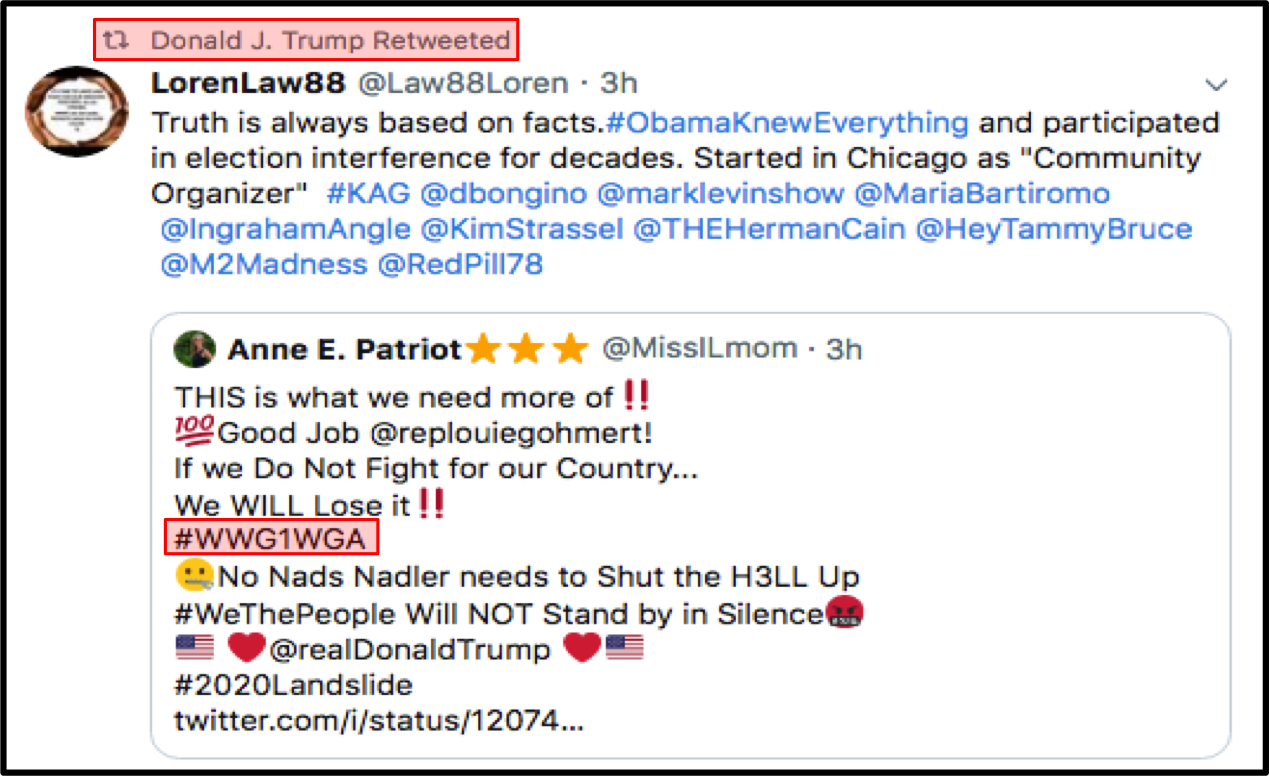 Donald J. Trump Retweeted
LorenLaw88 @Law88Loren · 3h
Truth is always based on facts.#ObamaKnewEverything and participated
in election interference for decades. Started in Chicago as "Community
Organizer" #KAG @dbongino @marklevinshow @MariaBartiromo
@IngrahamAngle @KimStrassel @THEHermanCain @HeyTammyBruce
@M2Madness @RedPill78
Anne E. Patriot⭐⭐⭐ @MissILmom · 3h
THIS is what we need more of‼️
💯Good Job @replouiegohmert!
If we Do Not Fight for our Country...
We WILL Lose it‼️
#WWG1WGA
🤐No Nads Nadler needs to Shut the H3LL Up
#WeThePeople Will NOT Stand by in Silence🤬
🇺🇸 ❤️@realDonaldTrump ❤️🇺🇸
#2020Landslide
twitter.com/i/status/12074...